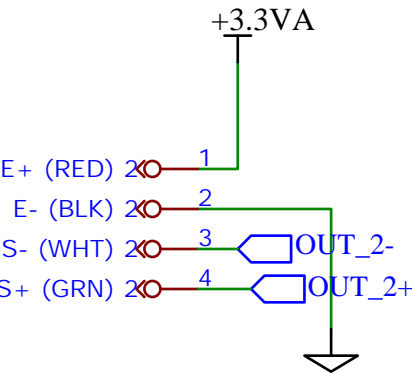 +3.3VA
E+ (RED) 2 1
E- (BLK) 2 2
S- (WHT) 2 3 OUT_2-
S+ (GRN) 2 4 OUT_2+